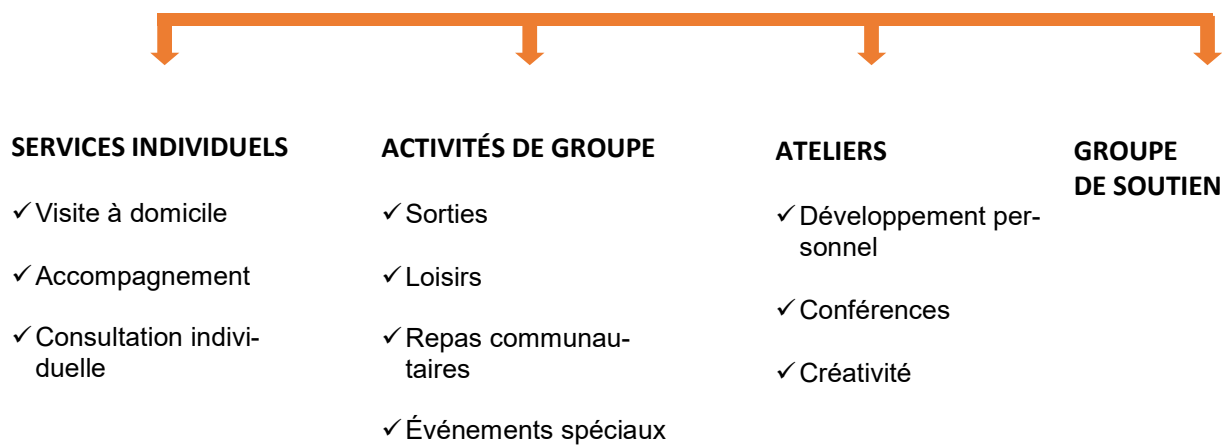 SERVICES INDIVIDUELS
✓ Visite à domicile
✓ Accompagnement
✓ Consultation indivi-
duelle
ACTIVITÉS DE GROUPE
✓ Sorties
✓ Loisirs
✓ Repas communau-
taires
✓ Événements spéciaux
ATELIERS
✓ Développement per-
sonnel
✓ Conférences
✓ Créativité
GROUPE
DE SOUTIEN